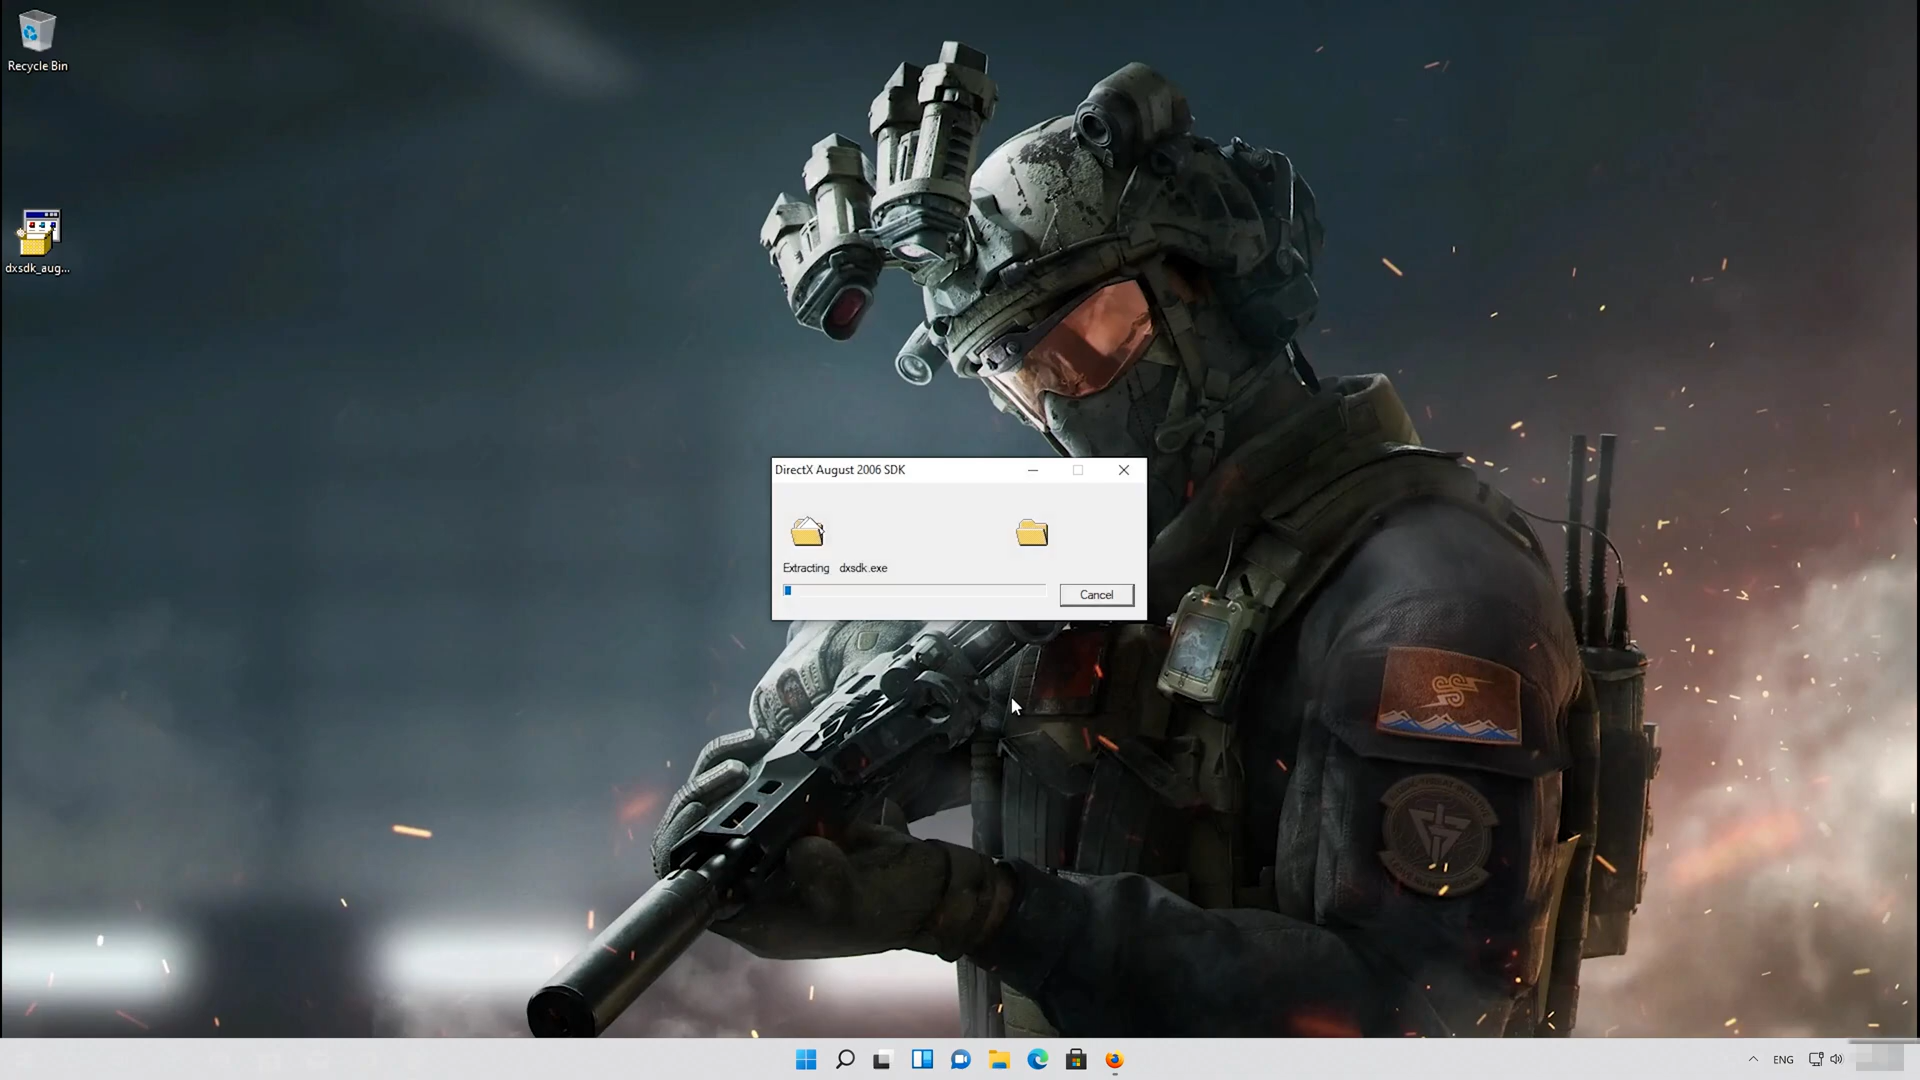 Recycle Bin
dxsdk_aug...
DirectX August 2006 SDK
Extracting dxsdk.exe
Cancel
ENG